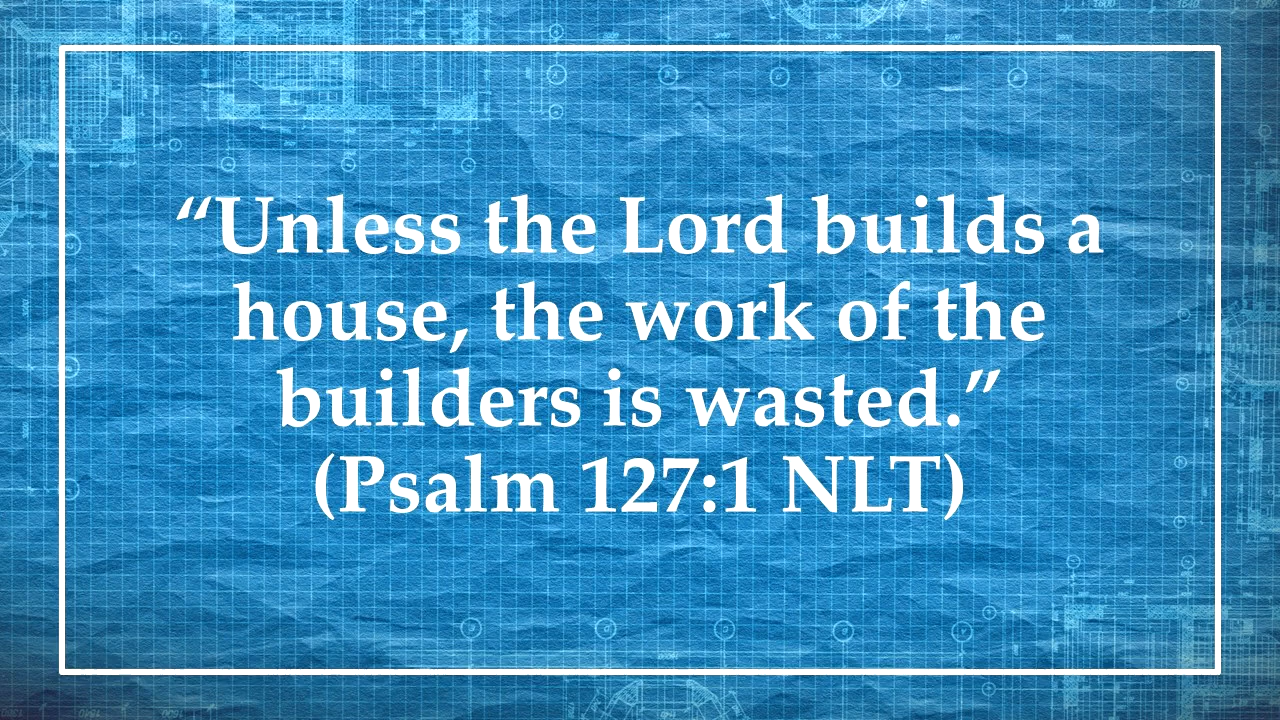 “Unless the Lord builds a
house, the work of the
builders is wasted.”
(Psalm 127:1 NLT)